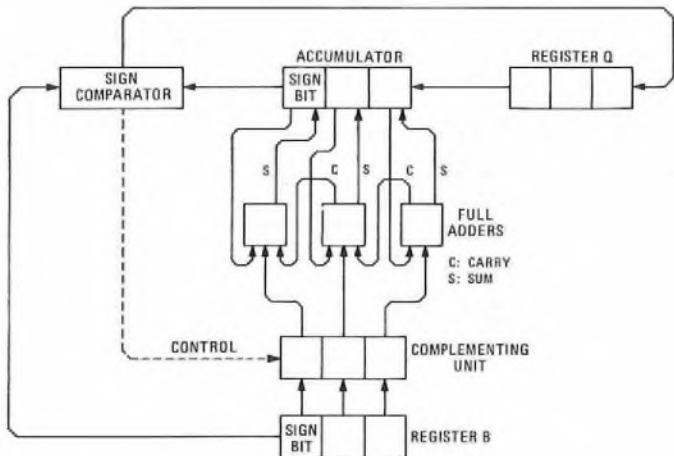 ACCUMULATOR
REGISTER Q
SIGN
COMPARATOR
SIGN
BIT
S
C
S
C
S
FULL
ADDERS
C: CARRY
S: SUM
CONTROL
COMPLEMENTING
UNIT
SIGN
BIT
REGISTER B